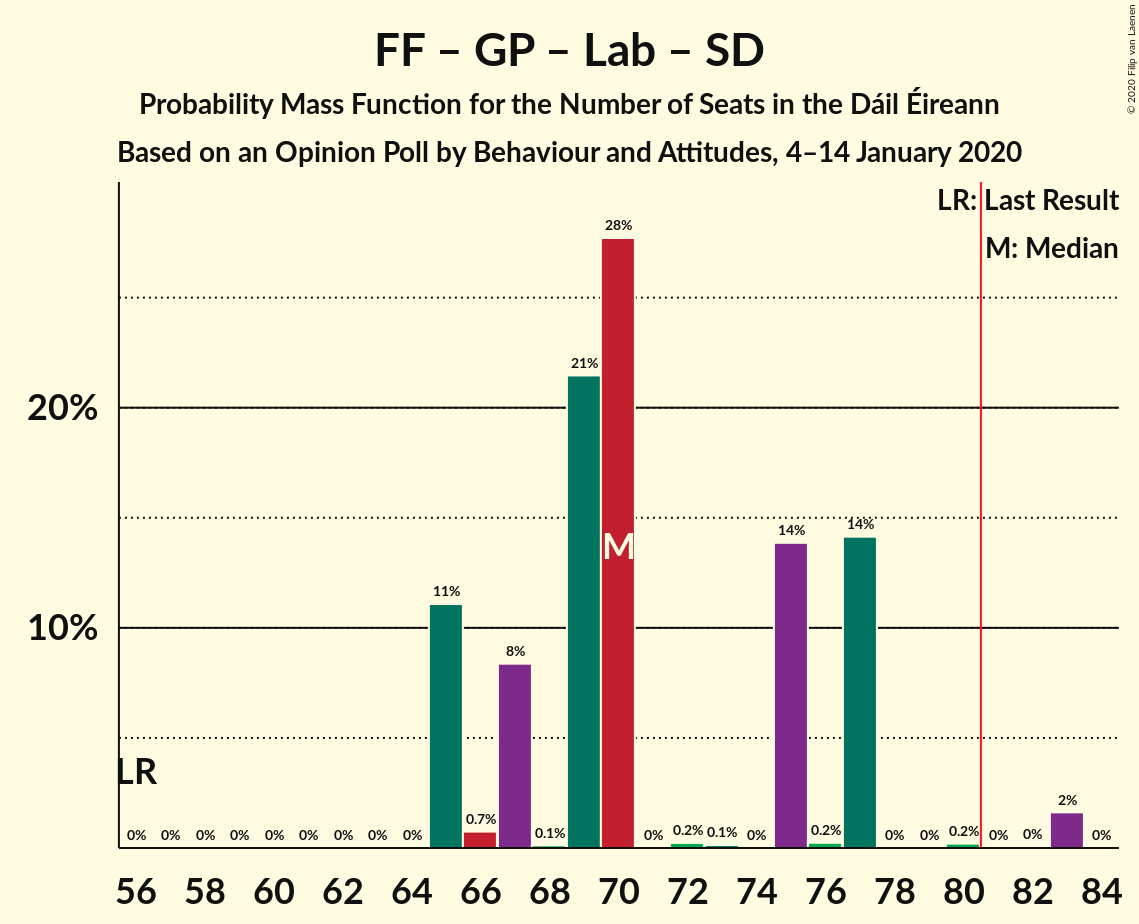 FF – GP – Lab – SD
Probability Mass Function for the Number of Seats in the Dáil Éireann
Based on an Opinion Poll by Behaviour and Attitudes, 4–14 January 2020
© 2020 Filip van Laenen
LR: Last Result
M: Median
28%
21%
20%
14% 14%
M
11%
10%
8%
LR
2%
0% 0% 0% 0% 0% 0% 0% 0% 0% 0.7% 0.1% 0% 0.2% 0.1% 0% 0.2% 0% 0% 0.2% 0% 0% 0%
56 58 60 62 64 66 68 70 72 74 76 78 80 82 84